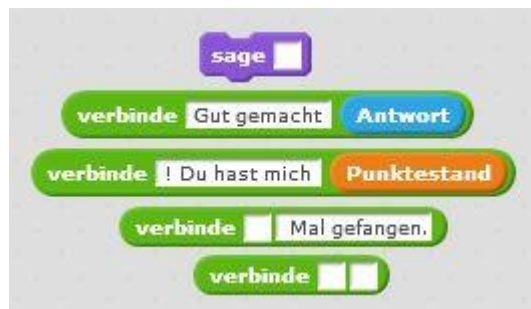 sage
verbinde Gut gemacht Antwort
verbinde ! Du hast mich Punktestand
verbinde Mal gefangen.
verbinde